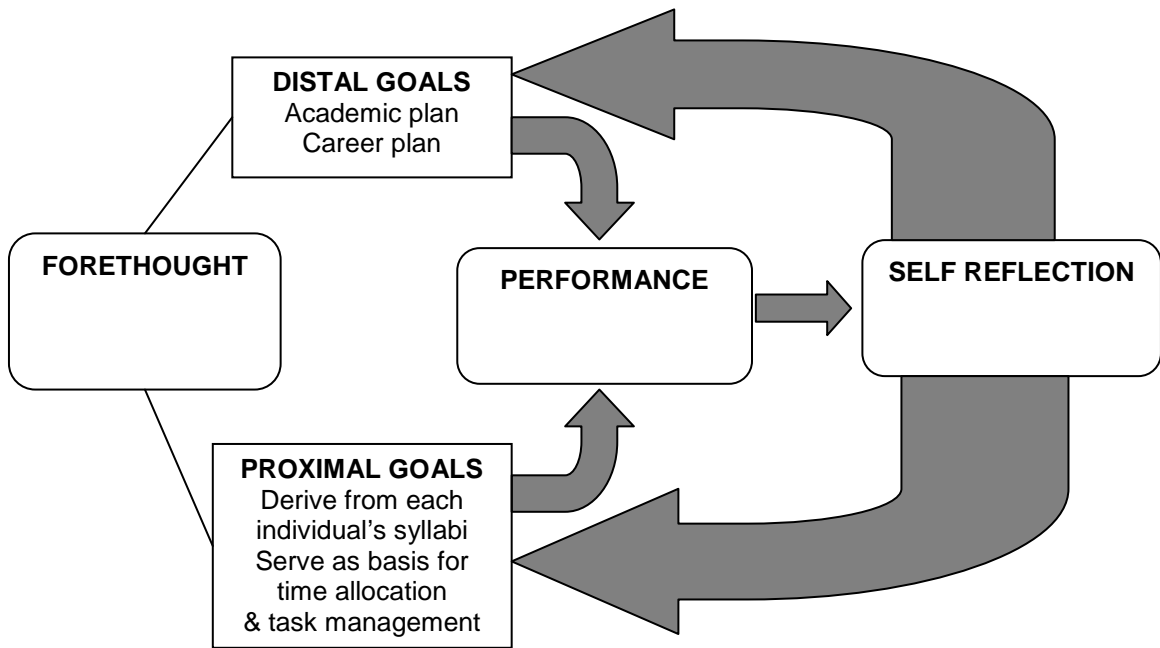 DISTAL GOALS
Academic plan
Career plan
FORETHOUGHT
PERFORMANCE
SELF REFLECTION
PROXIMAL GOALS
Derive from each
individual's syllabi
Serve as basis for
time allocation
& task management